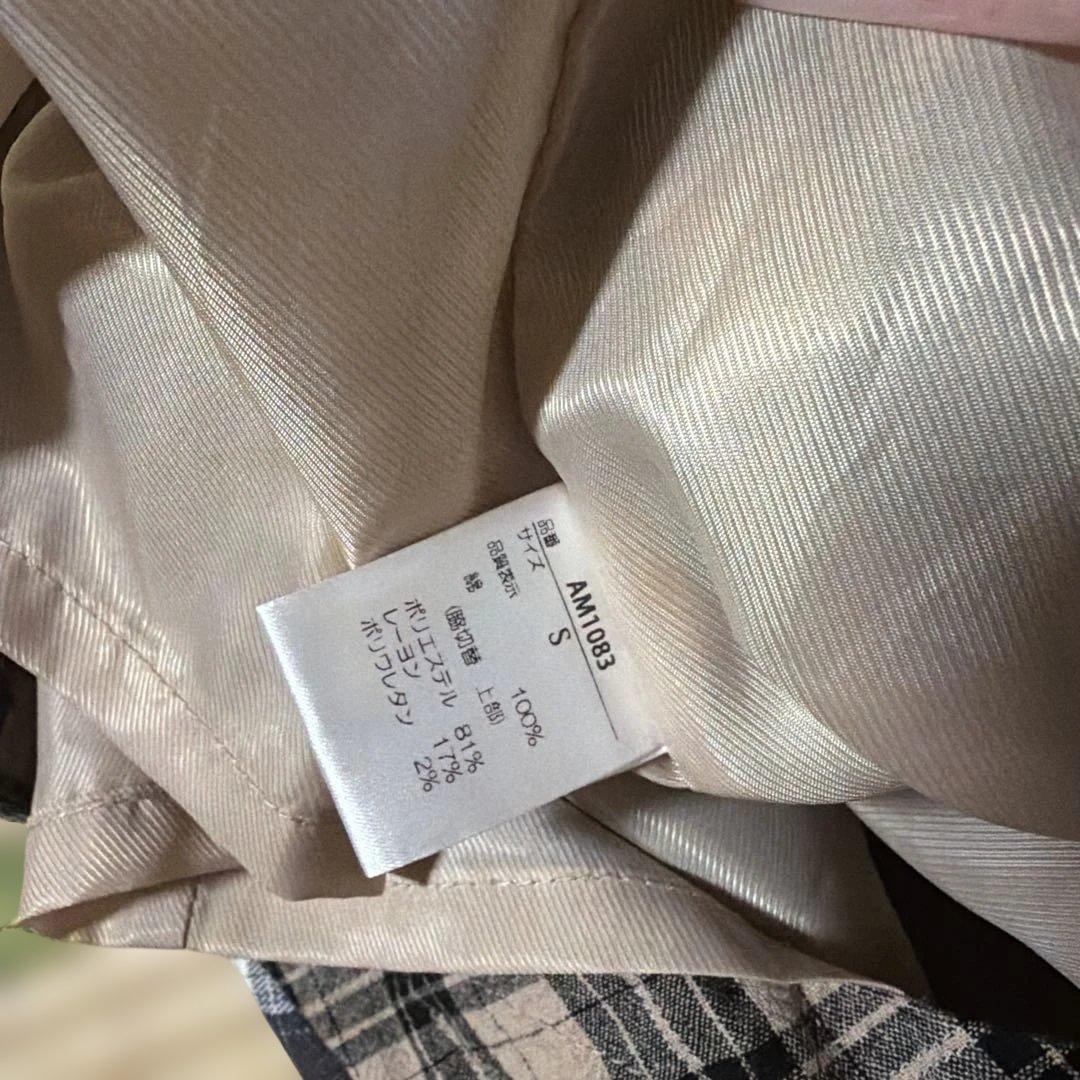 品番 AM1083
サイズ S
品質表示
綿 100%
(脇切替 上部)
ポリエステル 81%
レーヨン 17%
ポリウレタン 2%